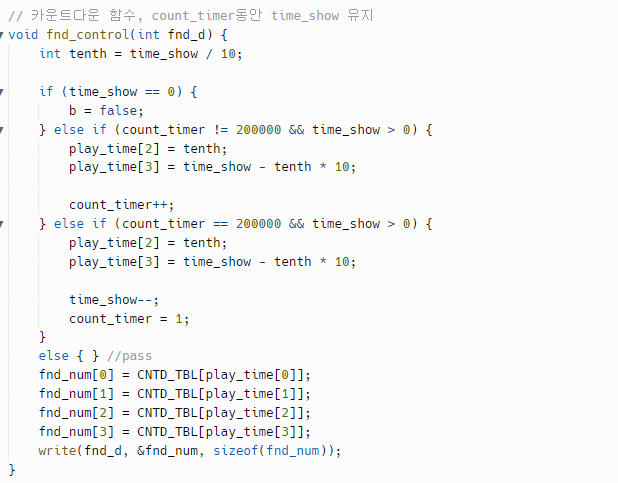 // 카운트다운 함수, count_timer동안 time_show 유지
void fnd_control(int fnd_d) {
    int tenth = time_show / 10;

    if (time_show == 0) {
        b = false;
    } else if (count_timer != 200000 && time_show > 0) {
        play_time[2] = tenth;
        play_time[3] = time_show - tenth * 10;

        count_timer++;
    } else if (count_timer == 200000 && time_show > 0) {
        play_time[2] = tenth;
        play_time[3] = time_show - tenth * 10;

        time_show--;
        count_timer = 1;
    }
    else { } //pass
    fnd_num[0] = CNTD_TBL[play_time[0]];
    fnd_num[1] = CNTD_TBL[play_time[1]];
    fnd_num[2] = CNTD_TBL[play_time[2]];
    fnd_num[3] = CNTD_TBL[play_time[3]];
    write(fnd_d, &fnd_num, sizeof(fnd_num));
}